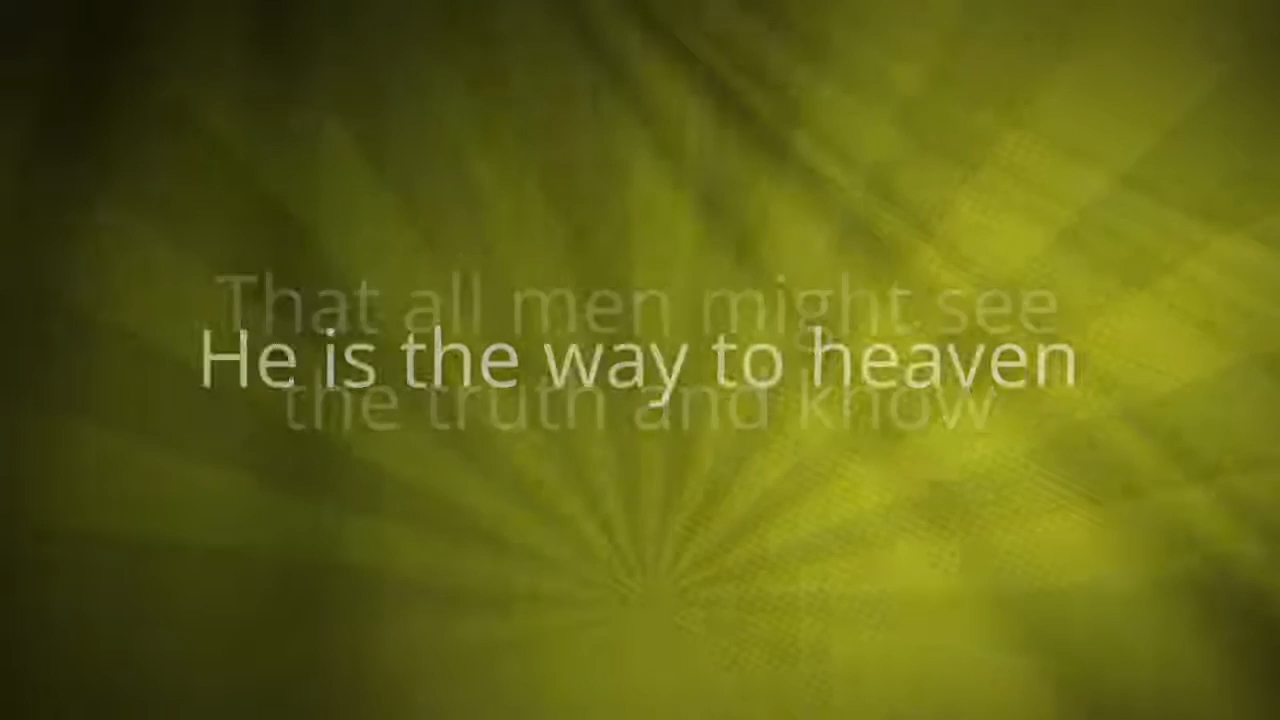 That all men might see
He is the way to heaven
the truth and know